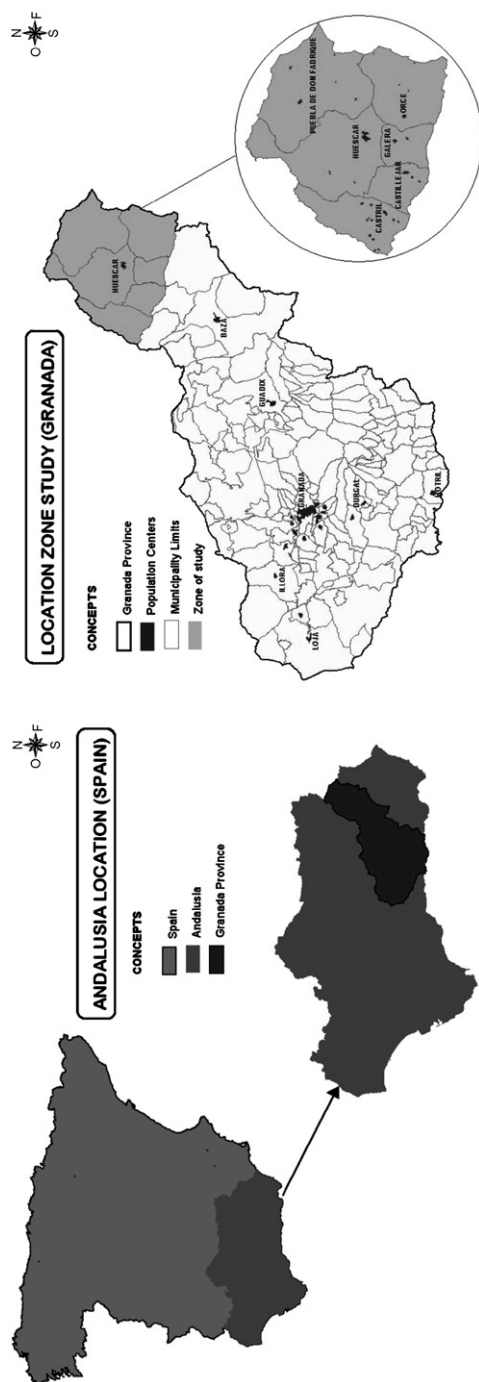 ANDALUSIA LOCATION (SPAIN)
N
O F
S
CONCEPTS
Spain
Andalusia
Granada Province
LOCATION ZONE STUDY (GRANADA)
N
O F
S
CONCEPTS
Granada Province
Population Centers
Municipality Limits
Zone of study
HUESCAR
BAZA
GUADIX
GRANADA
ILLORA
LOJA
DURCAL
MOTRIL
PUEBLA DE DON FADRIQUE
HUESCAR
CASTRIL
GALERA
ORCE
CASTILLEJAR